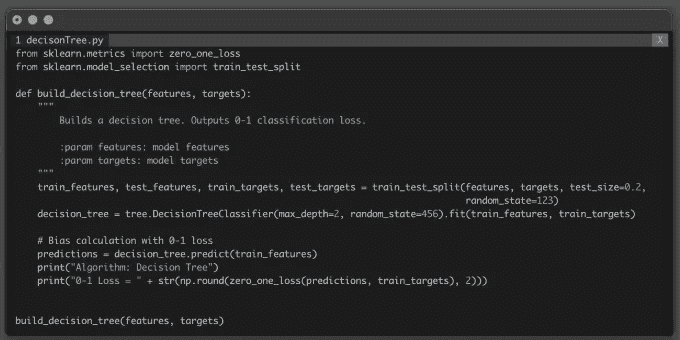 1 decisonTree.py X
from sklearn.metrics import zero_one_loss
from sklearn.model_selection import train_test_split
def build_decision_tree(features, targets):
"""
Builds a decision tree. Outputs 0-1 classification loss.
:param features: model features
:param targets: model targets
"""
train_features, test_features, train_targets, test_targets = train_test_split(features, targets, test_size=0.2,
random_state=123)
decision_tree = tree.DecisionTreeClassifier(max_depth=2, random_state=456).fit(train_features, train_targets)
# Bias calculation with 0-1 loss
predictions = decision_tree.predict(train_features)
print("Algorithm: Decision Tree")
print("0-1 Loss = " + str(np.round(zero_one_loss(predictions, train_targets), 2)))
build_decision_tree(features, targets)